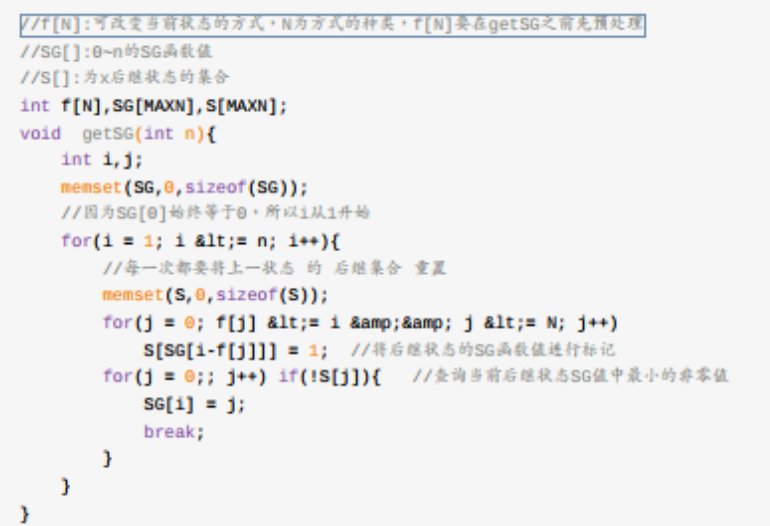 //f[N]:可改变当前状态的方式，N为方式的种类，f[N]要在getSG之前先预处理
//SG[]:0~n的SG函数值
//S[]:为x后继状态的集合
int f[N],SG[MAXN],S[MAXN];
void  getSG(int n){
    int i,j;
    memset(SG,0,sizeof(SG));
    //因为SG[0]始终等于0，所以i从1开始
    for(i = 1; i &lt;= n; i++){
        //每一次都要将上一状态 的 后继集合 重置
        memset(S,0,sizeof(S));
        for(j = 0; f[j] &lt;= i &amp;&amp; j &lt;= N; j++)
            S[SG[i-f[j]]] = 1;  //将后继状态的SG函数值进行标记
        for(j = 0;; j++) if(!S[j]){   //查询当前后继状态SG值中最小的非零值
            SG[i] = j;
            break;
        }
    }
}